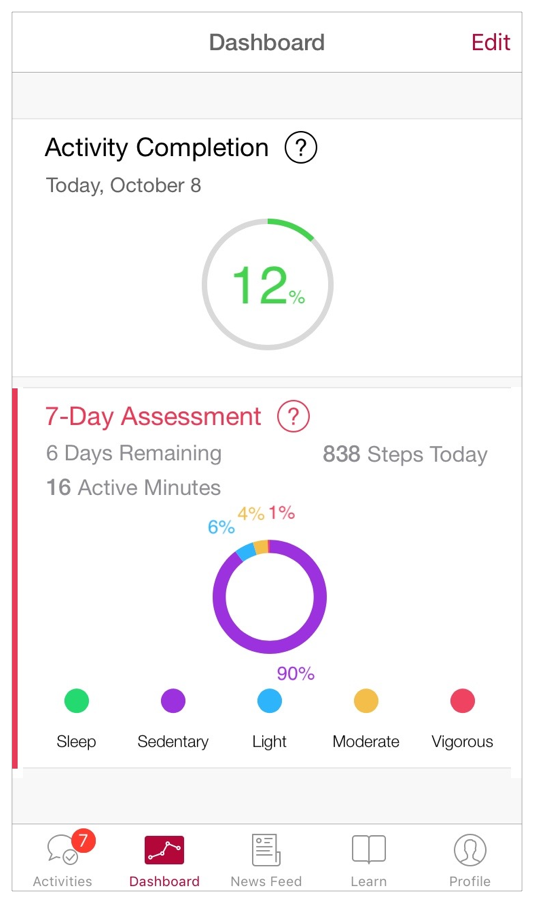 Dashboard
Edit
Activity Completion ?
Today, October 8
12%
7-Day Assessment ?
6 Days Remaining
838 Steps Today
16 Active Minutes
6% 4% 1%
90%
Sleep Sedentary Light Moderate Vigorous
7
Activities Dashboard News Feed Learn Profile